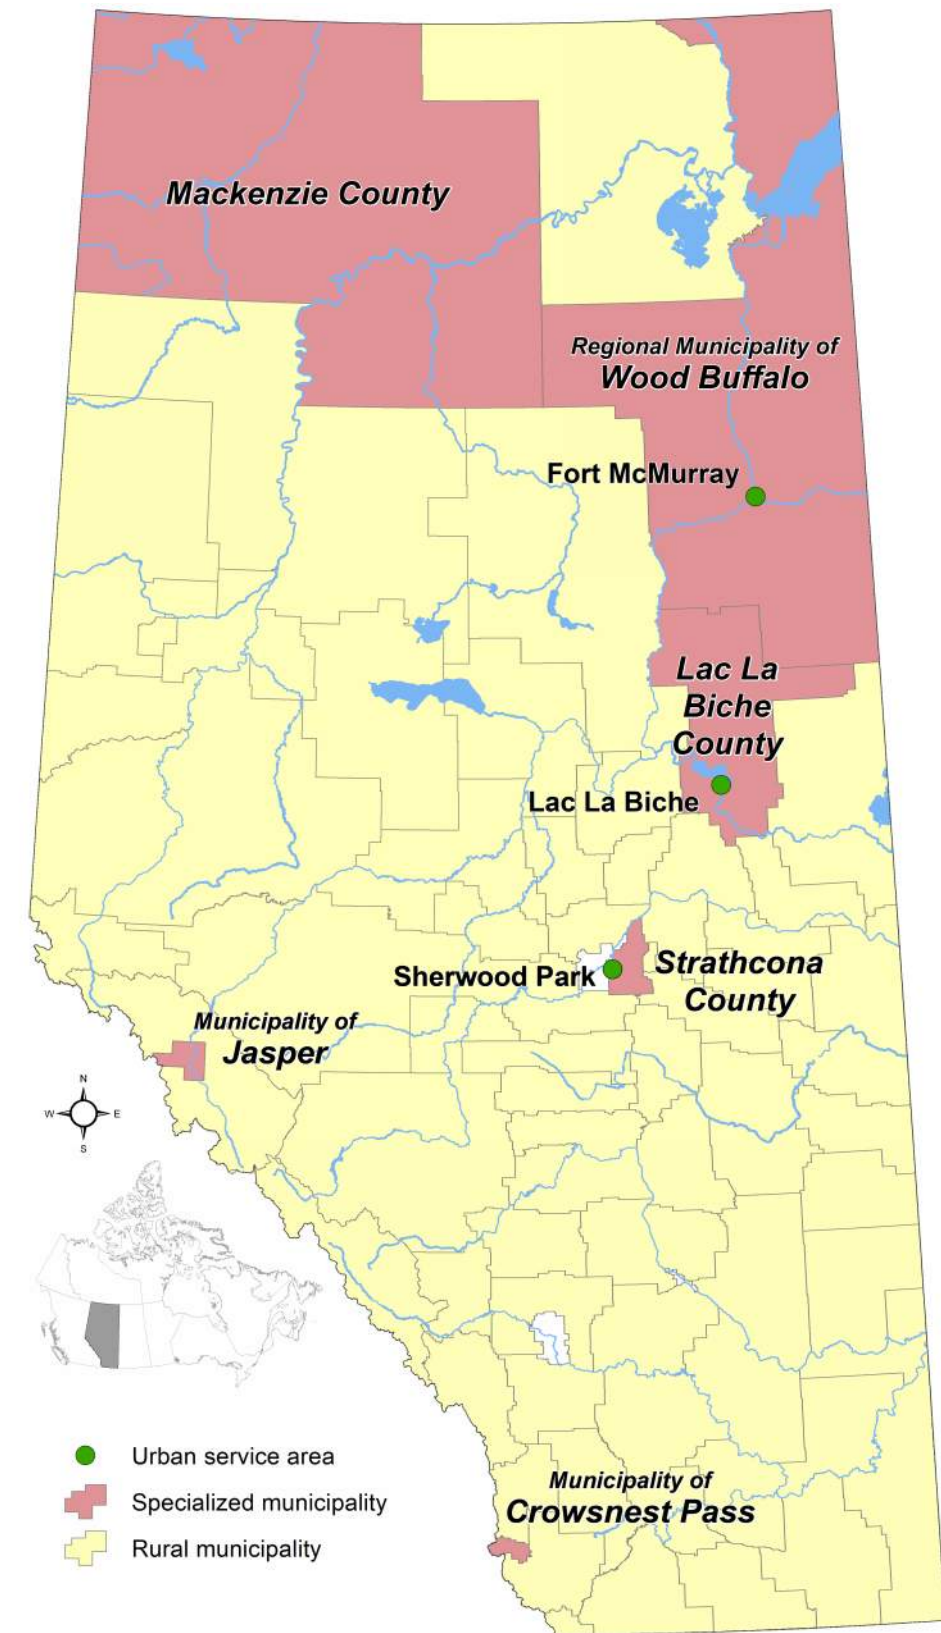 Mackenzie County
Regional Municipality of
Wood Buffalo
Fort McMurray
Lac La
Biche
County
Lac La Biche
Sherwood Park
Strathcona
County
Municipality of
Jasper
N
W
E
S
Urban service area
Specialized municipality
Rural municipality
Municipality of
Crowsnest Pass